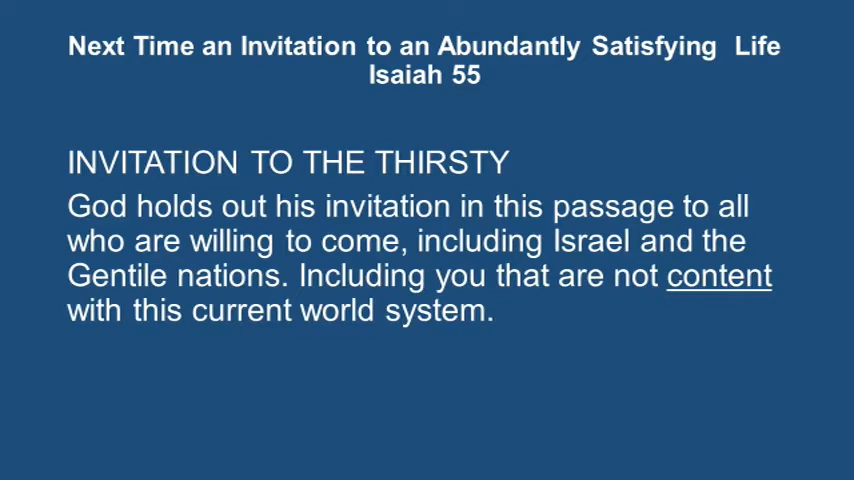 Next Time an Invitation to an Abundantly Satisfying Life
Isaiah 55
INVITATION TO THE THIRSTY
God holds out his invitation in this passage to all
who are willing to come, including Israel and the
Gentile nations. Including you that are not content
with this current world system.